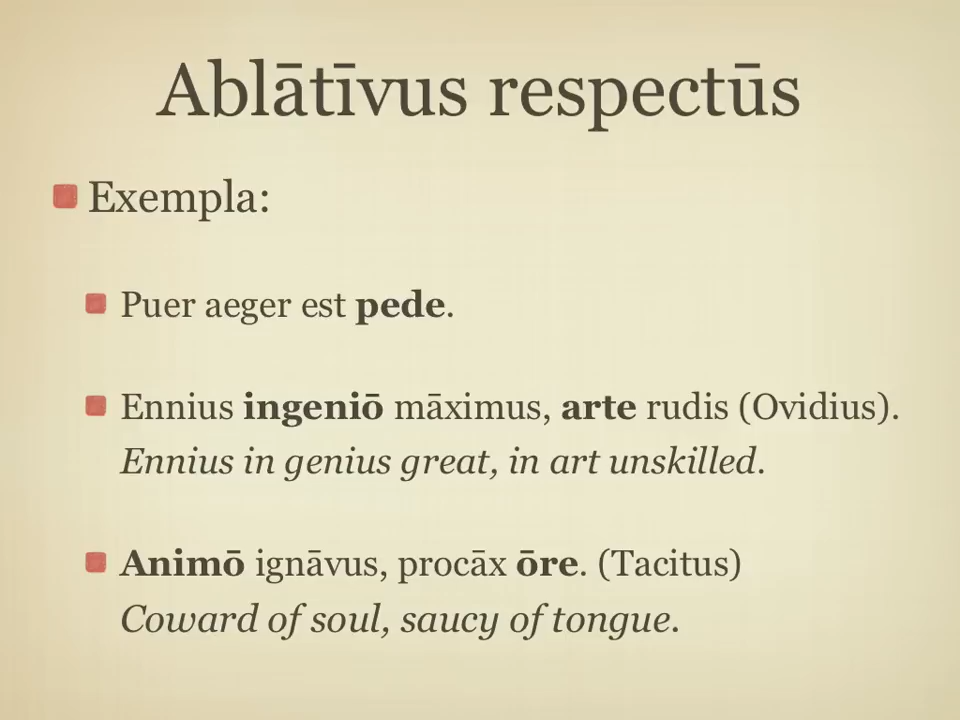 Ablātīvus respectūs
Exempla:
Puer aeger est pede.
Ennius ingeniō māximus, arte rudis (Ovidius).
Ennius in genius great, in art unskilled.
Animō ignāvus, procāx ōre. (Tacitus)
Coward of soul, saucy of tongue.